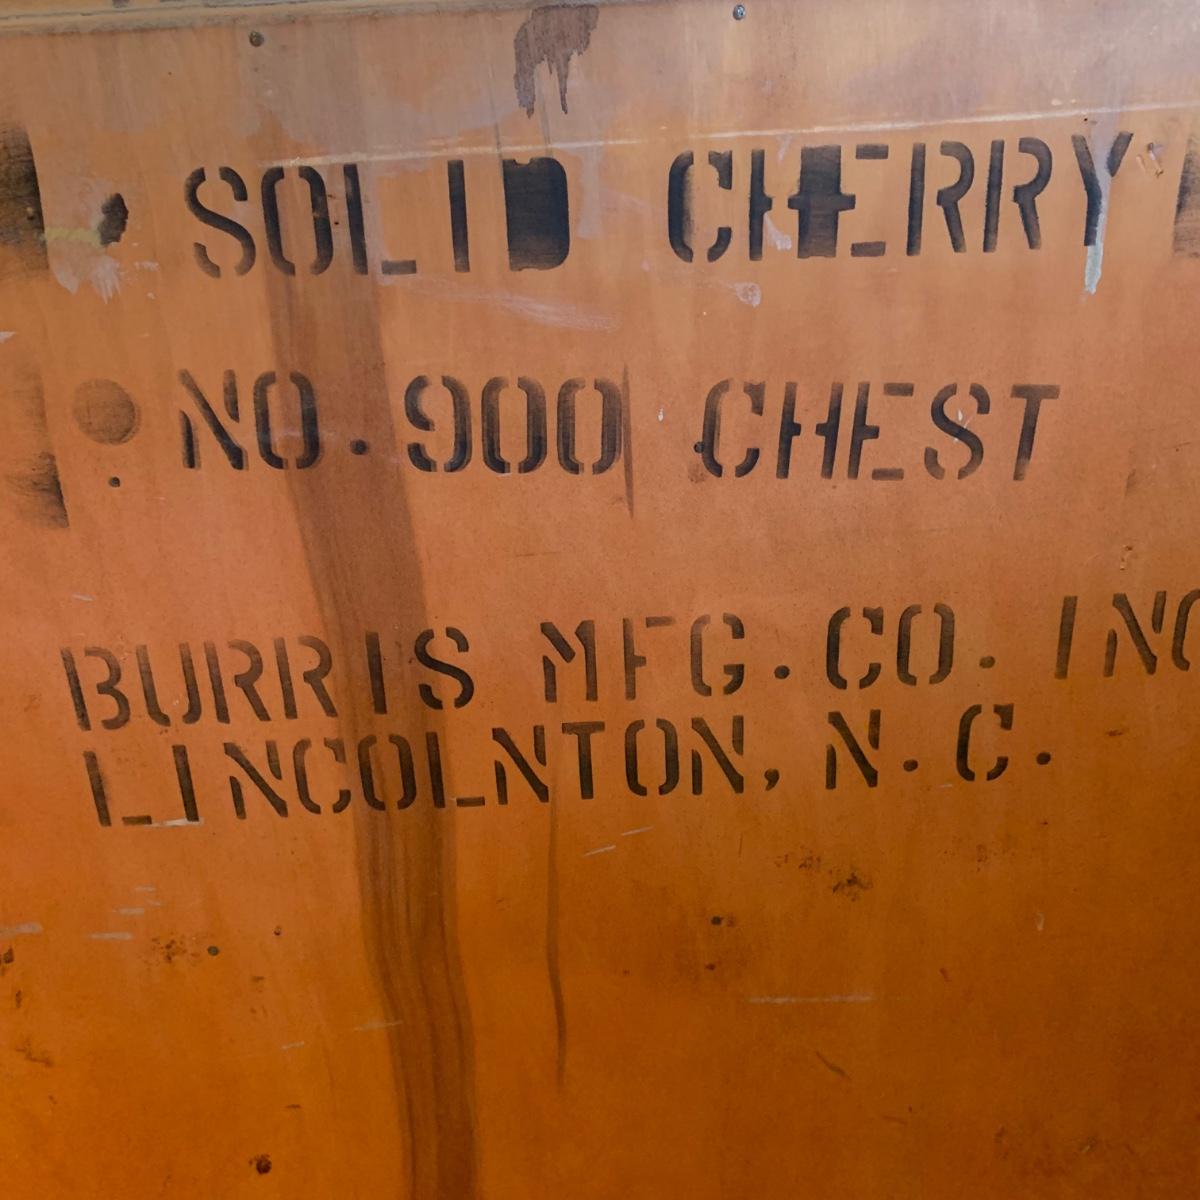 SOLID CHERRY
NO. 900 CHEST
BURRIS MFG. CO. INC
LINCOLNTON, N.C.